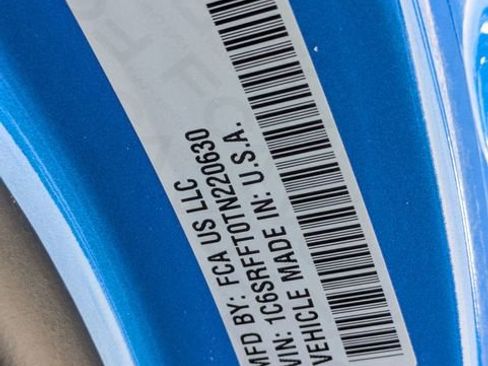 MFD BY: FCA US LLC
VIN: 1C6SRFFT0TN220630
VEHICLE MADE IN: U.S.A.